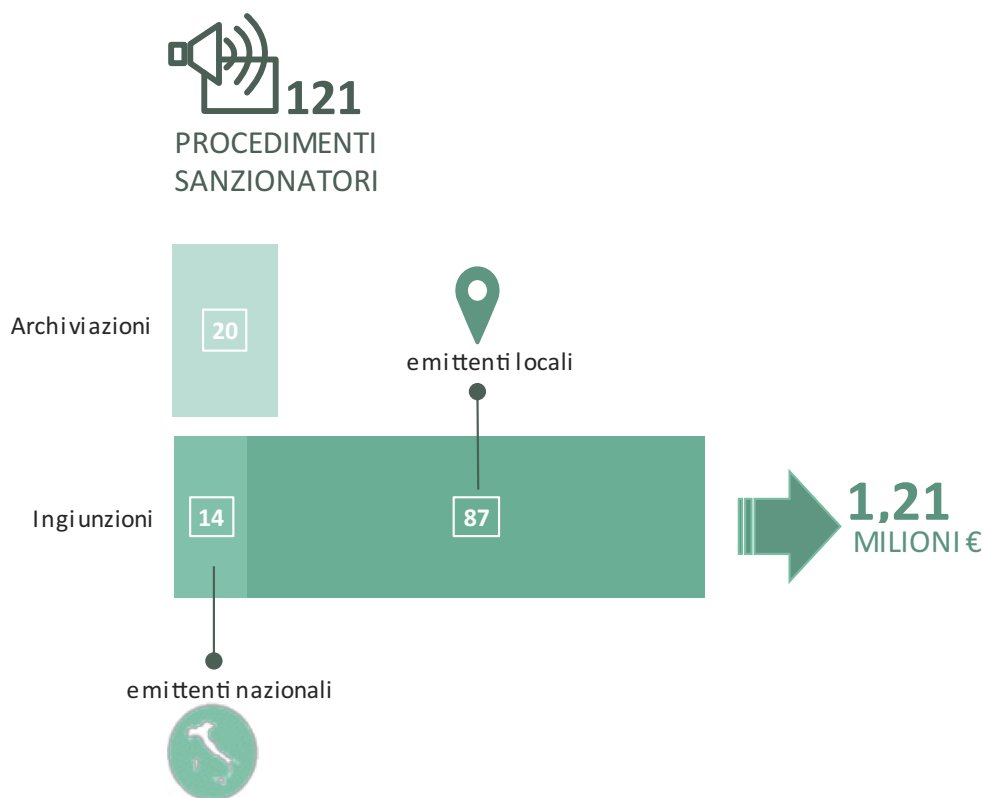 121
PROCEDIMENTI
SANZIONATORI
Archiviazioni
20
emittenti locali
Ingiunzioni
14
87
1,21
MILIONI €
emittenti nazionali